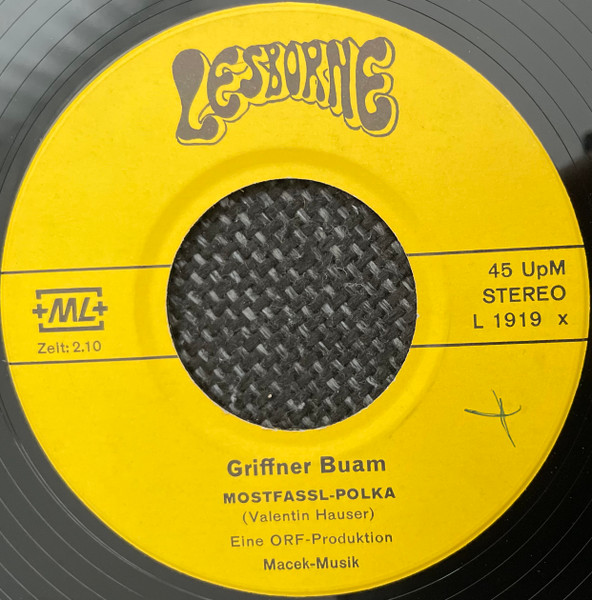 LESBORNE
45 UpM
STEREO
L 1919 x
+ML+
Zeit: 2.10
Griffner Buam
MOSTFASSL-POLKA
(Valentin Hauser)
Eine ORF-Produktion
Macek-Musik